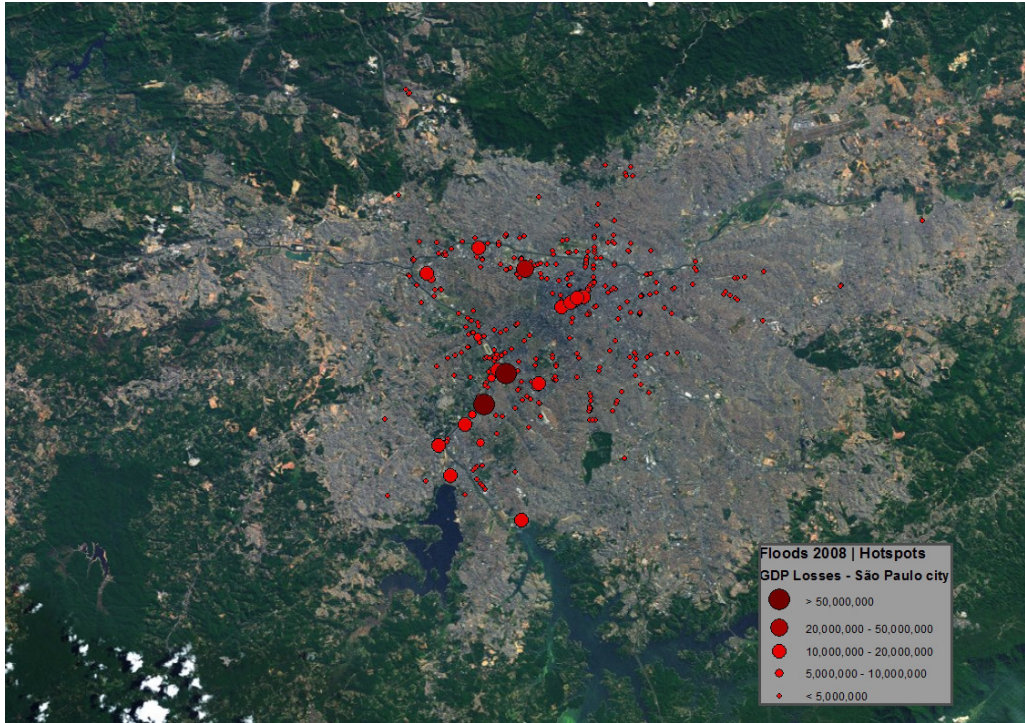 Floods 2008 | Hotspots
GDP Losses - São Paulo city
> 50,000,000
20,000,000 - 50,000,000
10,000,000 - 20,000,000
5,000,000 - 10,000,000
< 5,000,000